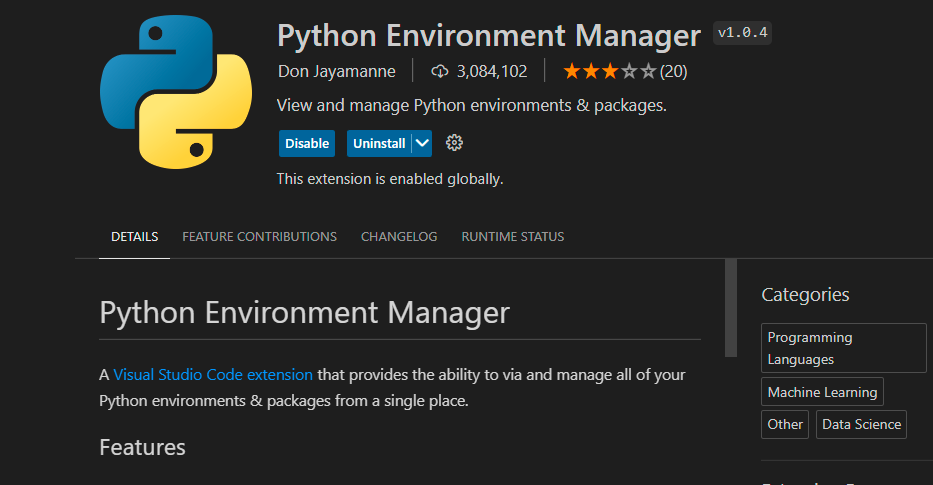 Python Environment Manager v1.0.4
Don Jayamanne 3,084,102 (20)
View and manage Python environments & packages.
Disable Uninstall
This extension is enabled globally.
DETAILS FEATURE CONTRIBUTIONS CHANGELOG RUNTIME STATUS
Python Environment Manager
A Visual Studio Code extension that provides the ability to via and manage all of your
Python environments & packages from a single place.
Features
Categories
Programming
Languages
Machine Learning
Other Data Science